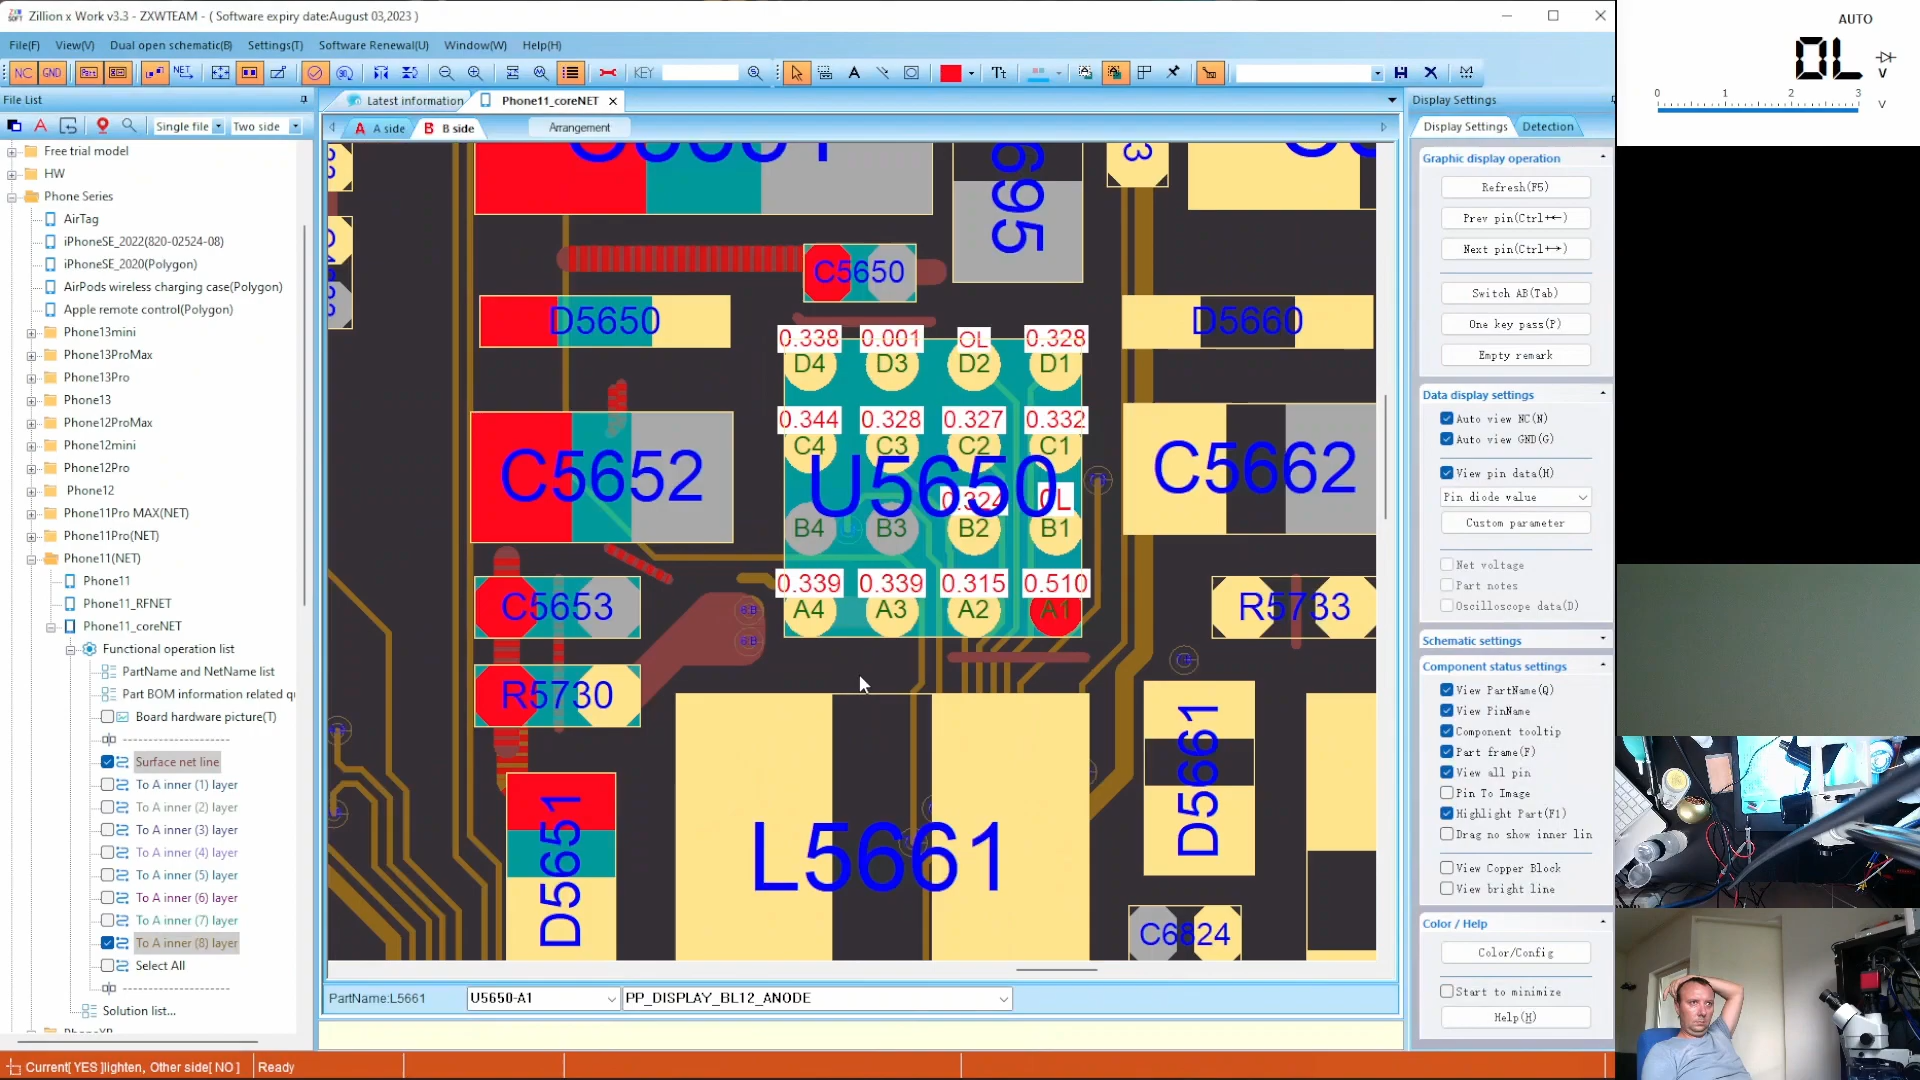 Zillion x Work v3.3 - ZXWTEAM - ( Software expiry date:August 03,2023 )
File(F) View(V) Dual open schematic(B) Settings(T) Software Renewal(U) Window(W) Help(H)
NC GND NET KEY A Tt
File List
Latest information
Phone11_coreNET
Single file Two side
A A side B B side Arrangement
Free trial model
HW
Phone Series
AirTag
iPhoneSE_2022(820-02524-08)
iPhoneSE_2020(Polygon)
AirPods wireless charging case(Polygon)
Apple remote control(Polygon)
Phone13mini
Phone13ProMax
Phone13Pro
Phone13
Phone12ProMax
Phone12mini
Phone12Pro
Phone12
Phone11Pro MAX(NET)
Phone11Pro(NET)
Phone11(NET)
Phone11
Phone11_RFNET
Phone11_coreNET
Functional operation list
PartName and NetName list
Part BOM information related q
Board hardware picture(T)
Surface net line
To A inner (1) layer
To A inner (2) layer
To A inner (3) layer
To A inner (4) layer
To A inner (5) layer
To A inner (6) layer
To A inner (7) layer
To A inner (8) layer
Select All
Solution list...
C5650
D5650
D5660
0.338 0.001 OL 0.328
D4 D3 D2 D1
0.344 0.328 0.327 0.332
C4 C3 C2 C1
C5652
U5650
C5662
0.324 OL
B4 B3 B2 B1
0.339 0.339 0.315 0.510
A4 A3 A2 A1
C5653
R5733
R5730
D5651
L5661
D5661
C6824
PartName:L5661
U5650-A1
PP_DISPLAY_BL12_ANODE
Current[ YES ]lighten, Other side[ NO ]
Ready
Display Settings
Display Settings Detection
Graphic display operation
Refresh(F5)
Prev pin(Ctrl+←)
Next pin(Ctrl+→)
Switch AB(Tab)
One key pass(P)
Empty remark
Data display settings
Auto view NC(N)
Auto view GND(G)
View pin data(M)
Pin diode value
Custom parameter
Net voltage
Part notes
Oscilloscope data(D)
Schematic settings
Component status settings
View PartName(Q)
View PinName
Component tooltip
Part frame(F)
View all pin
Pin To Image
Highlight Part(F1)
Drag no show inner lin
View Copper Block
View bright line
Color / Help
Color/Config
Start to minimize
Help(H)
AUTO
OL
V
0 1 2 3
V